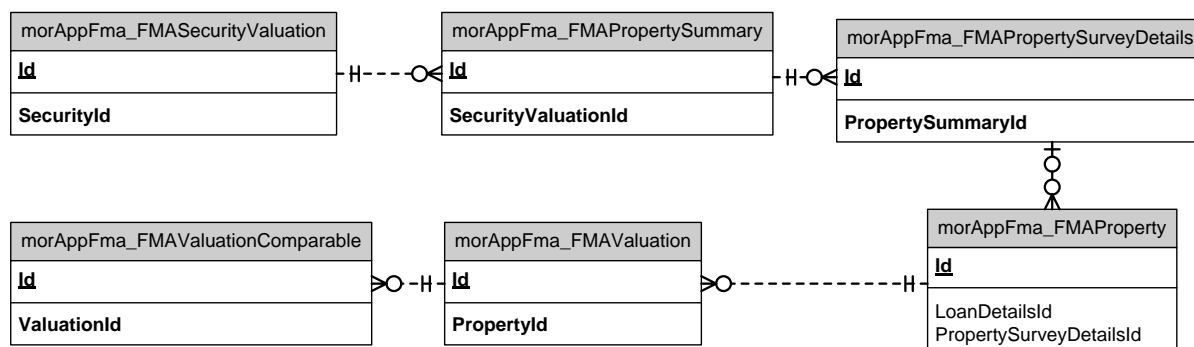 morAppFma_FMASecurityValuation
Id
SecurityId
morAppFma_FMAPropertySummary
Id
SecurityValuationId
morAppFma_FMAPropertySurveyDetails
Id
PropertySummaryId
morAppFma_FMAValuationComparable
Id
ValuationId
morAppFma_FMAValuation
Id
PropertyId
morAppFma_FMAProperty
Id
LoanDetailsId
PropertySurveyDetailsId